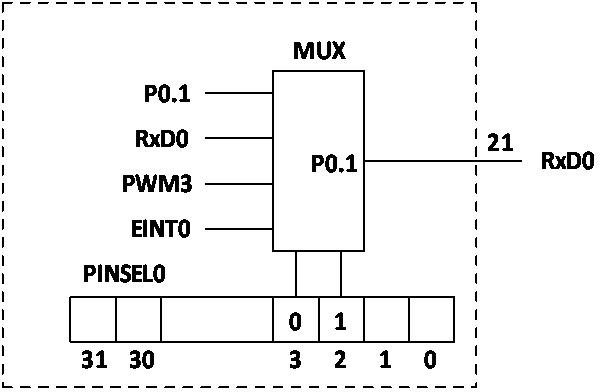 MUX
P0.1
RxD0
PWM3
EINT0
P0.1
21
RxD0
PINSEL0
0 1
31 30 3 2 1 0